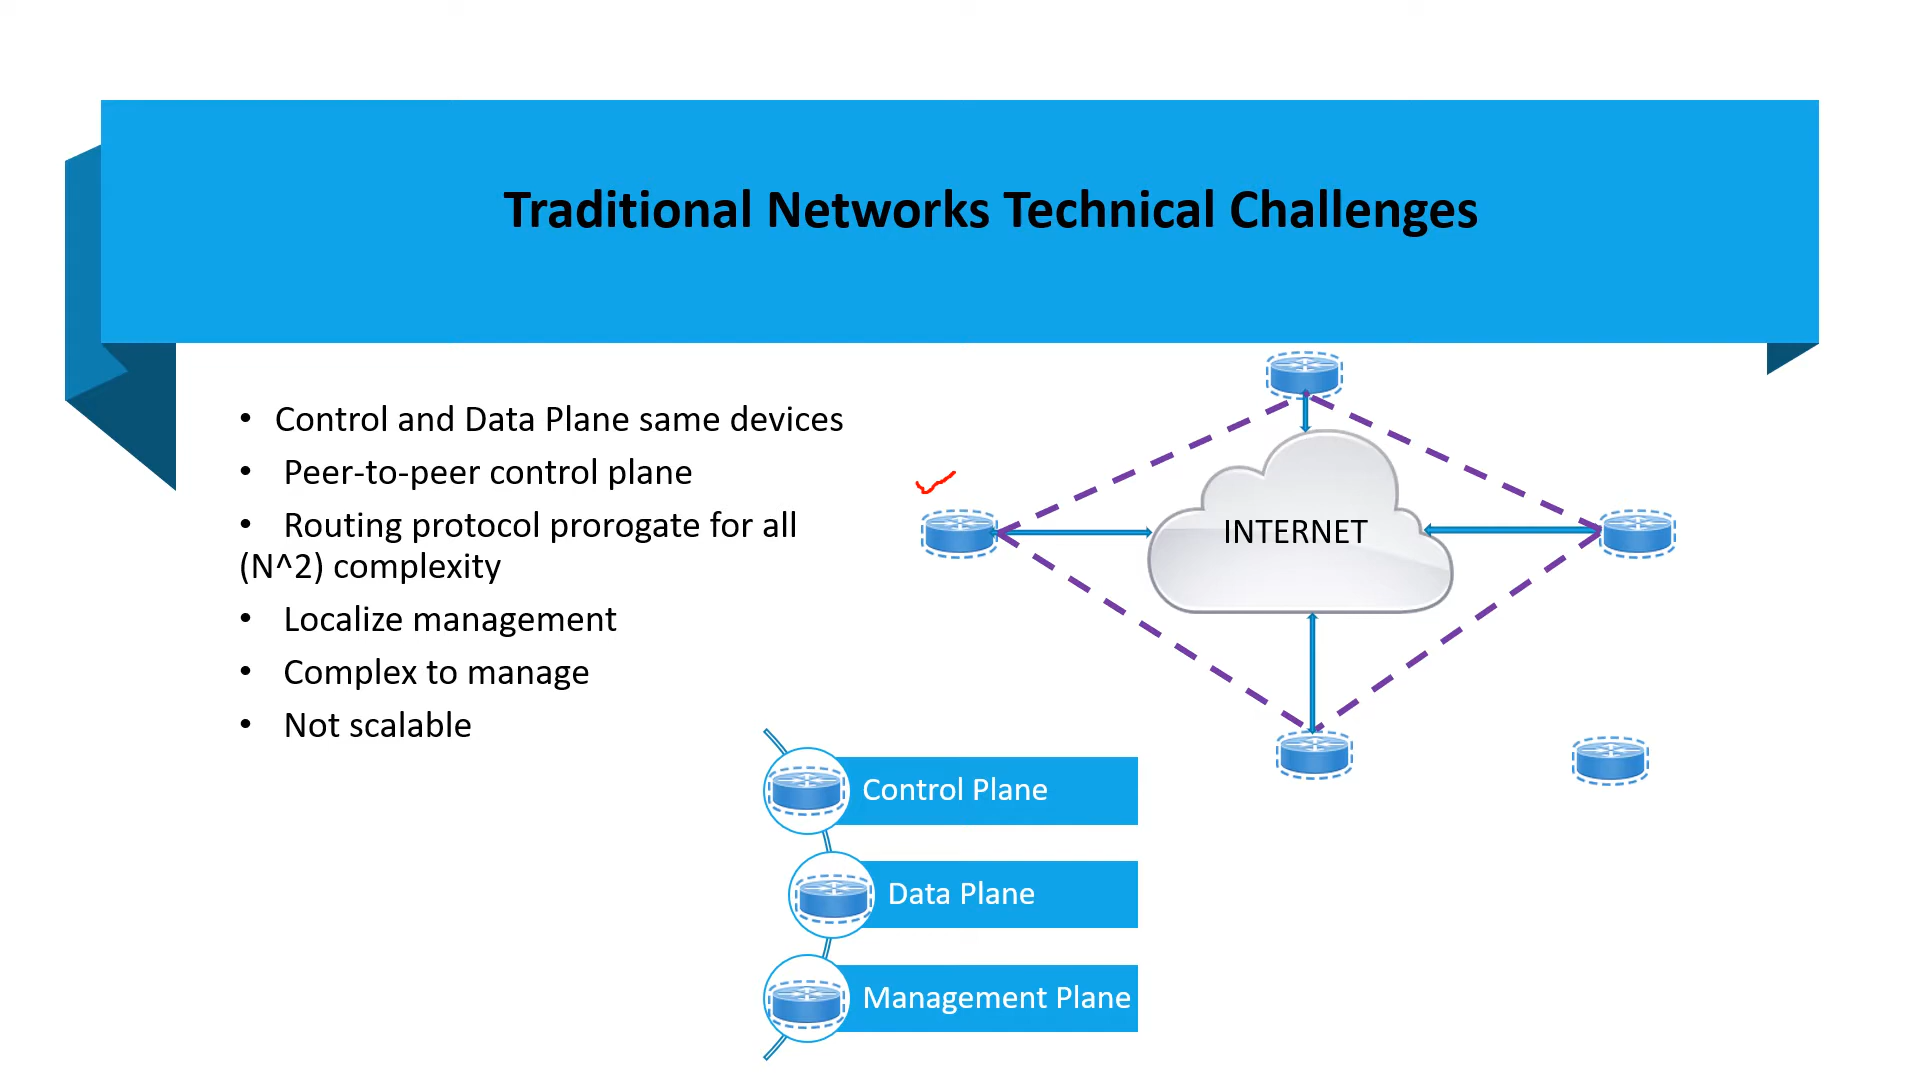 Traditional Networks Technical Challenges
• Control and Data Plane same devices
• Peer-to-peer control plane
• Routing protocol prorogate for all
(N^2) complexity
• Localize management
• Complex to manage
• Not scalable
INTERNET
Control Plane
Data Plane
Management Plane